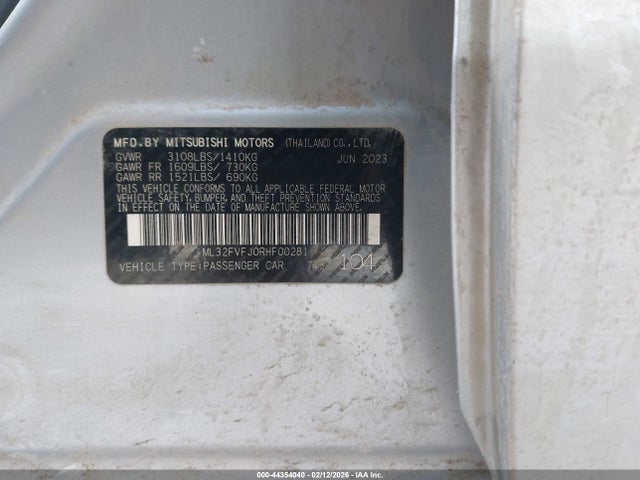 MFD.BY MITSUBISHI MOTORS (THAILAND) CO.,LTD.
GVWR 3108LBS/1410KG JUN 2023
GAWR FR 1609LBS/ 730KG
GAWR RR 1521LBS/ 690KG
THIS VEHICLE CONFORMS TO ALL APPLICABLE FEDERAL MOTOR
VEHICLE SAFETY, BUMPER, AND THEFT PREVENTION STANDARDS
IN EFFECT ON THE DATE OF MANUFACTURE SHOWN ABOVE.
ML32FVFJ0RHF00281
VEHICLE TYPE:PASSENGER CAR 104
000-44354040 - 02/12/2026 - IAAI.COM